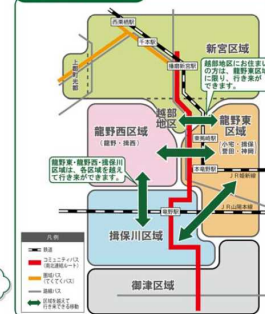 西栗栖駅
千本駅
新宮区域
播磨新宮駅
越部地区にお住まい
の方は、龍野東区域
に限り、行き来が
できます。
上郡町光都
越部
地区
龍野西区域
(龍野・揖西)
龍野東
区域
小宅・揖保
誉田・神岡
東觜崎駅
龍野東・龍野西・揖保川
区域は、各区域を越え
て行き来ができます。
本竜野駅
JR姫新線
竜野駅
JR山陽本線
揖保川区域
御津区域
凡例
鉄道
コミュニティバス
(南北連結ルート)
圏域バス
(てくてくバス)
路線バス
区域を越えて
行き来できる移動